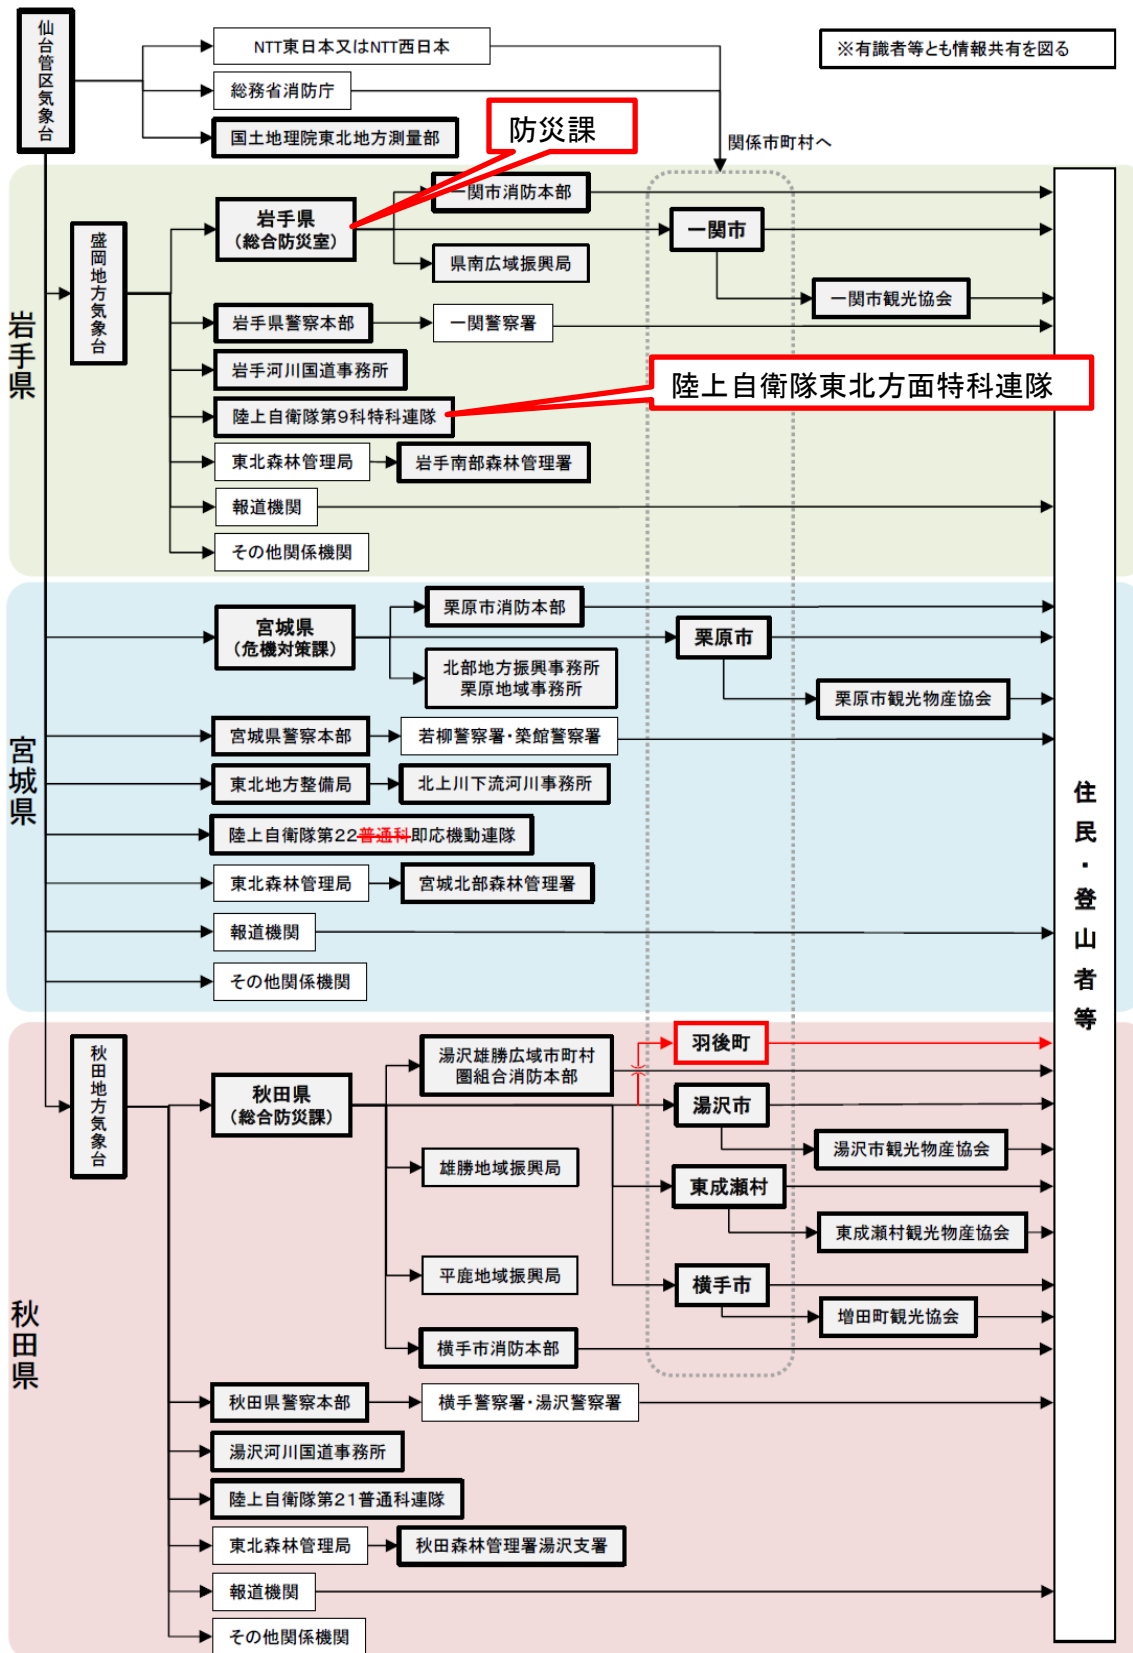 仙台管区気象台
NTT東日本又はNTT西日本
※有識者等とも情報共有を図る
総務省消防庁
防災課
国土地理院東北地方測量部
関係市町村へ
岩手県
盛岡地方気象台
岩手県
(総合防災室)
一関市消防本部
一関市
県南広域振興局
一関市観光協会
岩手県警察本部
一関警察署
岩手河川国道事務所
陸上自衛隊東北方面特科連隊
陸上自衛隊第9科特科連隊
東北森林管理局
岩手南部森林管理署
報道機関
その他関係機関
宮城県
宮城県
(危機対策課)
栗原市消防本部
栗原市
北部地方振興事務所
栗原地域事務所
栗原市観光物産協会
宮城県警察本部
若柳警察署・築館警察署
東北地方整備局
北上川下流河川事務所
陸上自衛隊第22普通科即応機動連隊
東北森林管理局
宮城北部森林管理署
報道機関
その他関係機関
住民・登山者等
秋田県
秋田地方気象台
秋田県
(総合防災課)
湯沢雄勝広域市町村
圏組合消防本部
羽後町
湯沢市
湯沢市観光物産協会
雄勝地域振興局
東成瀬村
東成瀬村観光物産協会
平鹿地域振興局
横手市
増田町観光協会
横手市消防本部
秋田県警察本部
横手警察署・湯沢警察署
湯沢河川国道事務所
陸上自衛隊第21普通科連隊
東北森林管理局
秋田森林管理署湯沢支署
報道機関
その他関係機関